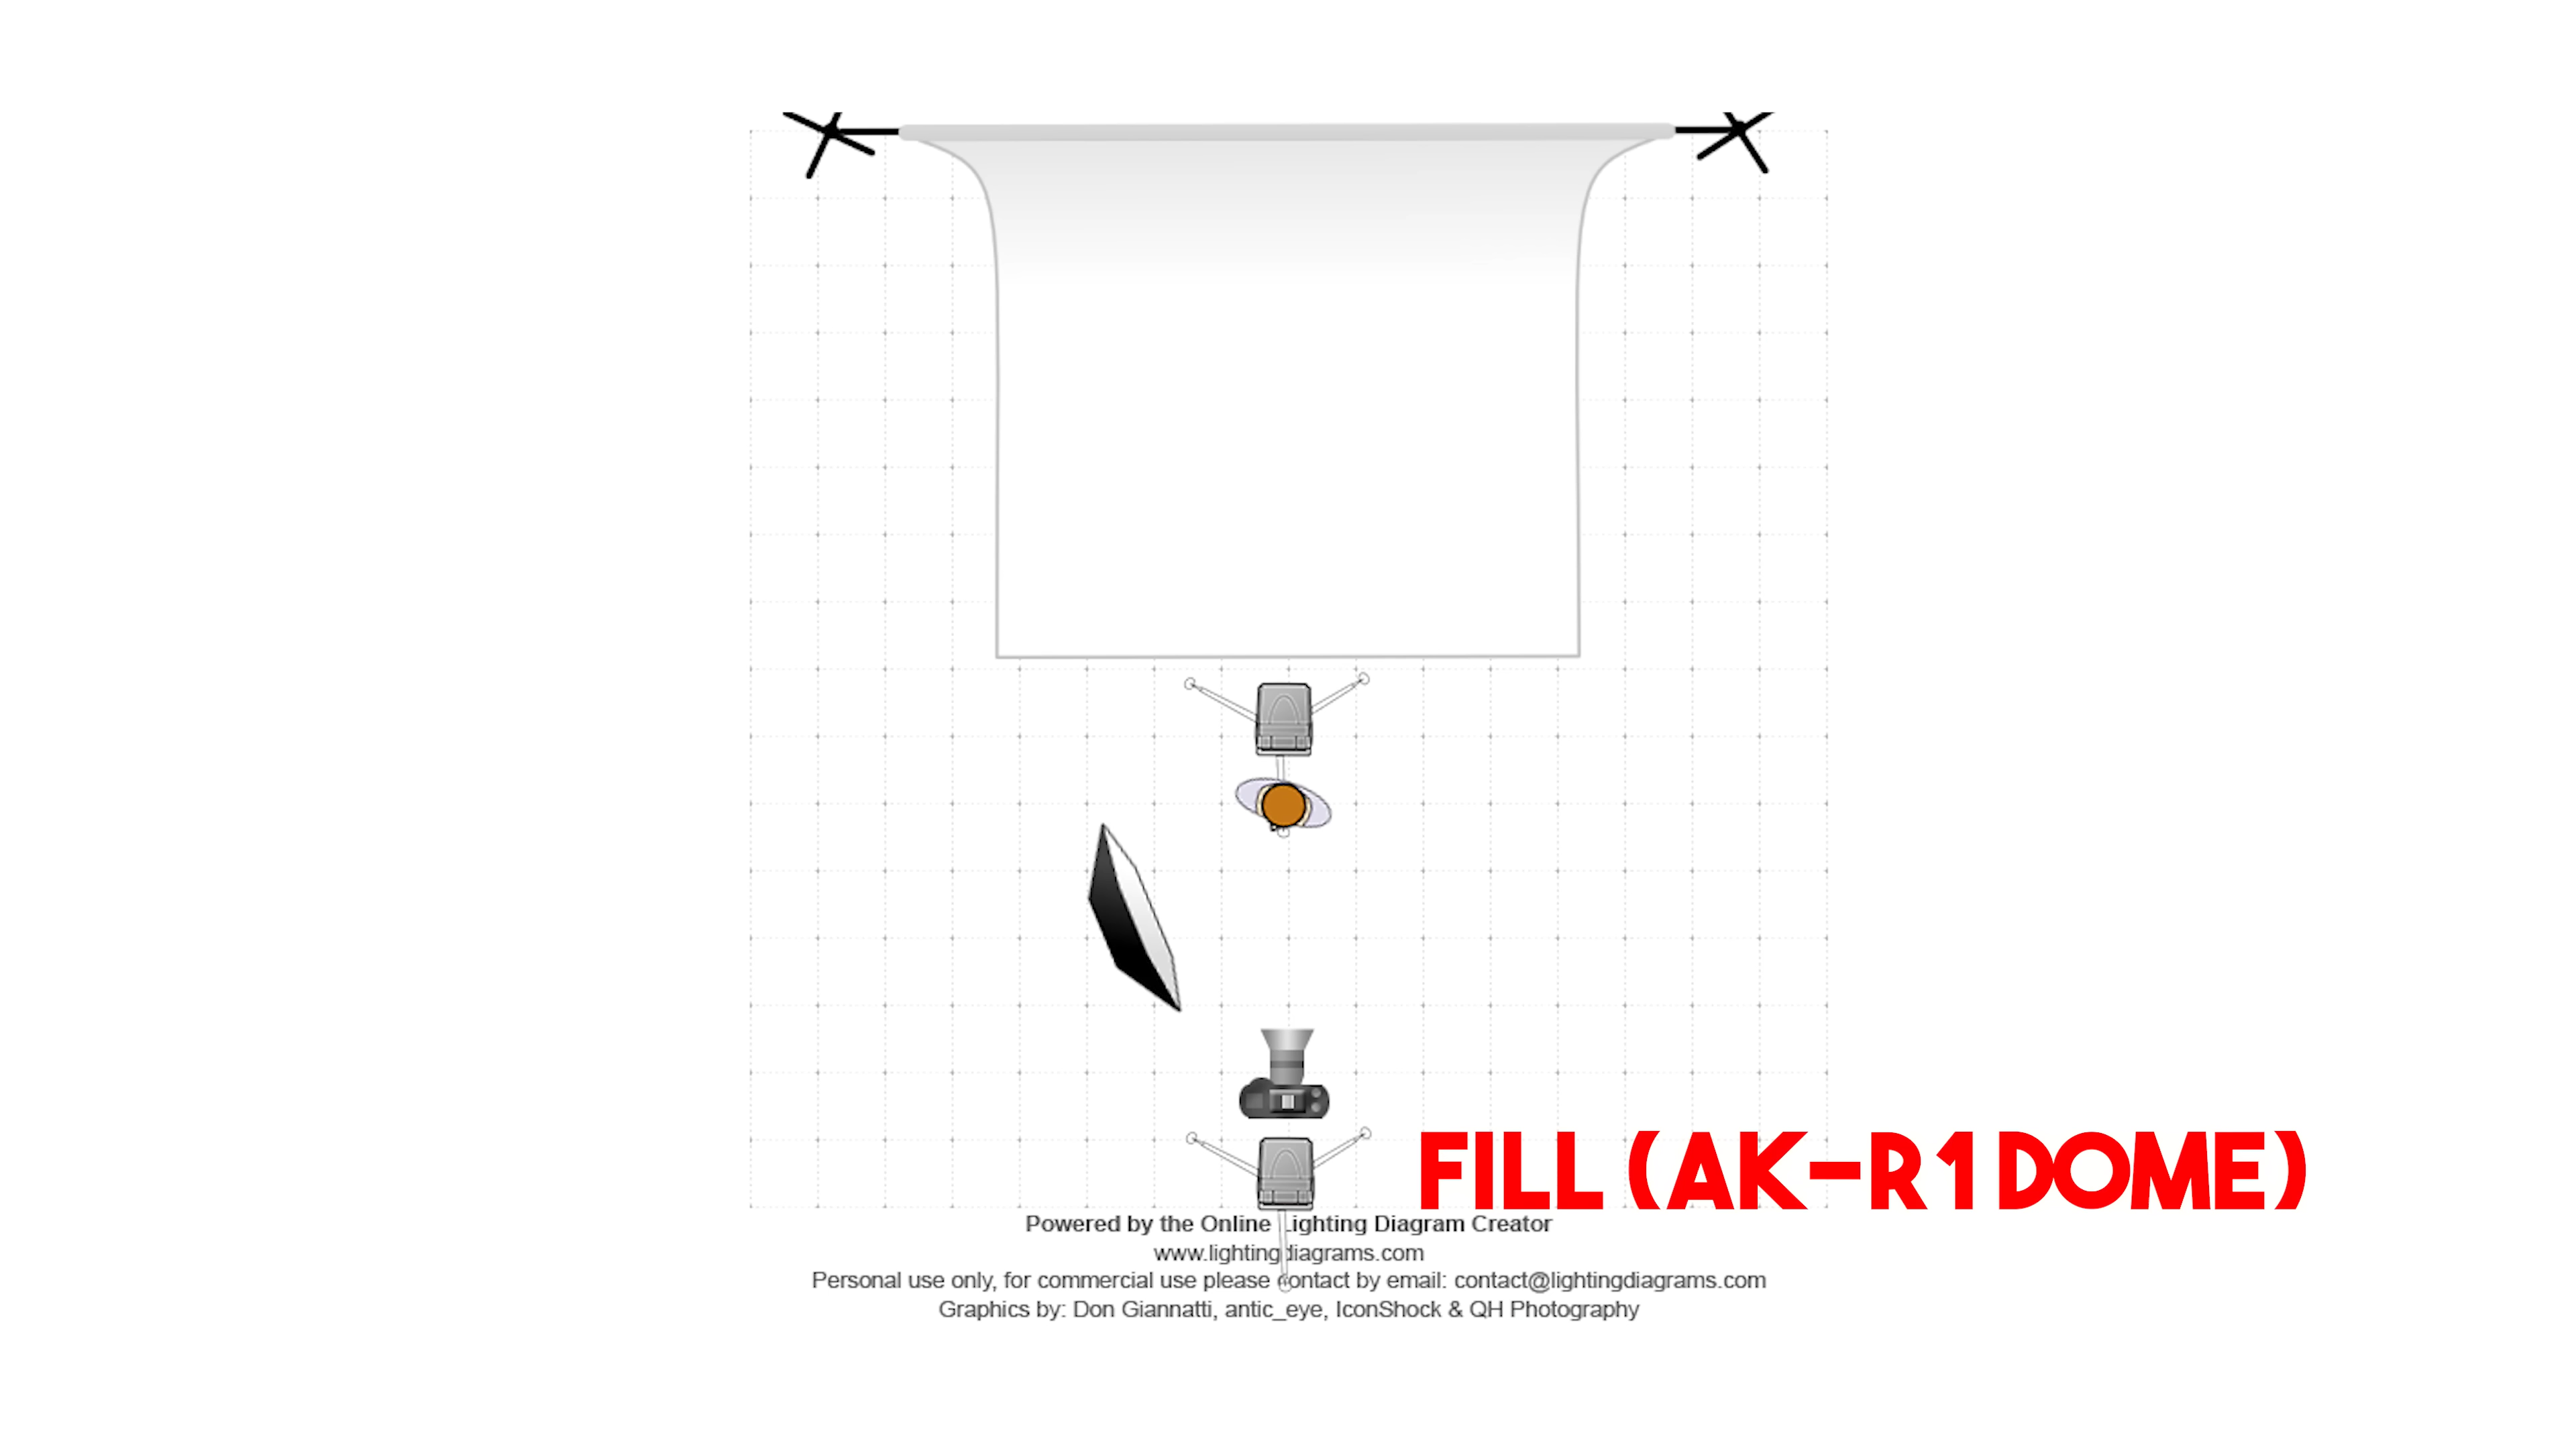 FILL (AK-R1 DOME)
Powered by the Online Lighting Diagram Creator
www.lightingdiagrams.com
Personal use only, for commercial use please contact by email: contact@lightingdiagrams.com
Graphics by: Don Giannatti, antic_eye, IconShock & QH Photography